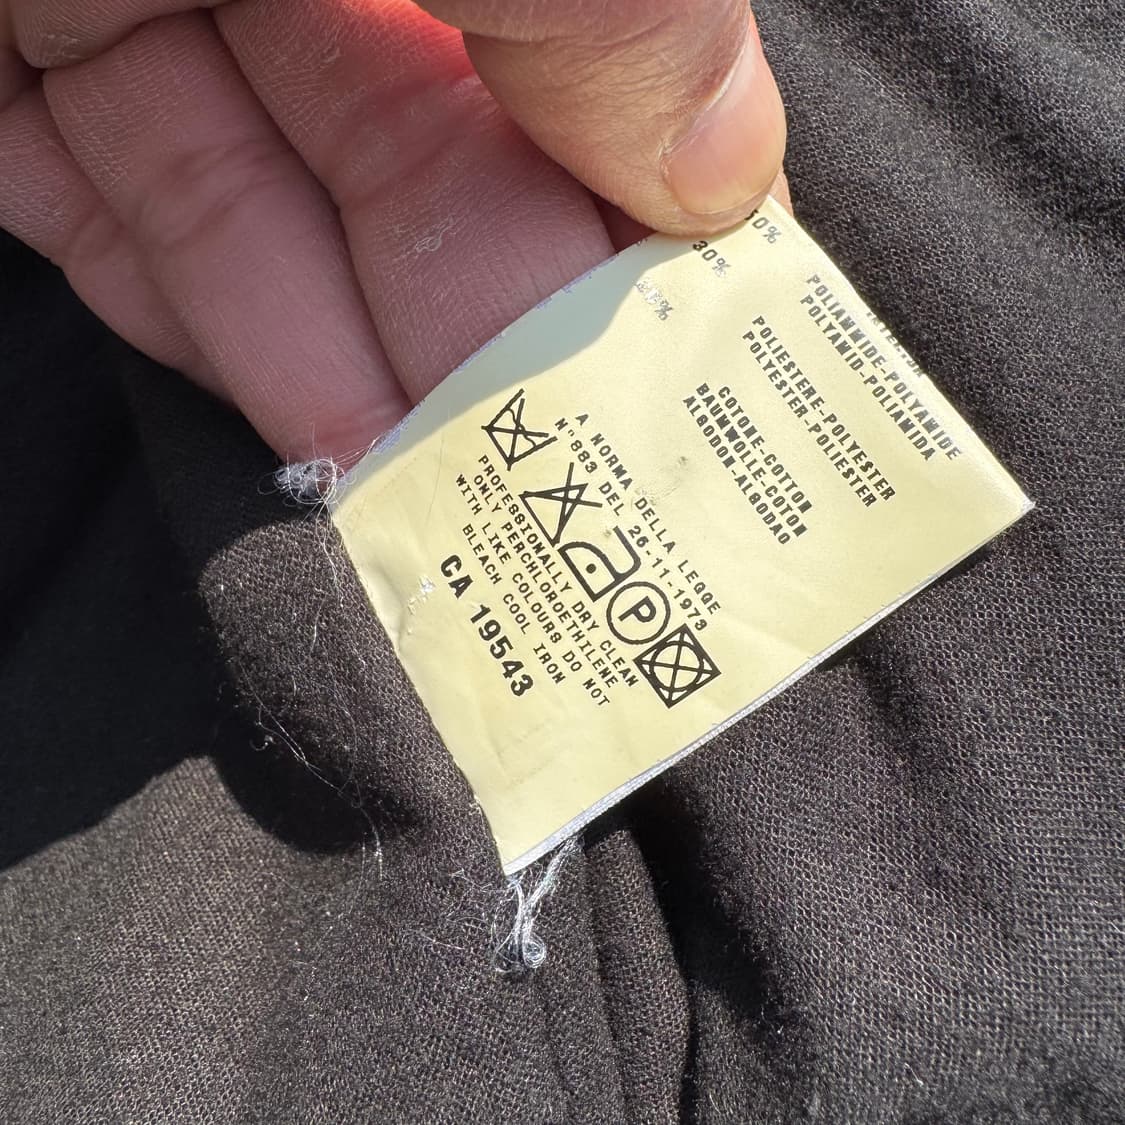 30%
POLIAMMIDE-POLYAMIDE
POLYAMID-POLIAMIDA
POLIESTERE-POLYESTER
POLYESTER-POLIESTER
COTONE-COTTON
BAUMWOLLE-COTON
ALGODON-ALGODAO
A NORMA DELLA LEGGE
N°883 DEL 26-11-1973
P
PROFESSIONALLY DRY CLEAN
ONLY PERCHLOROETHILENE
WITH LIKE COLOURS DO NOT
BLEACH COOL IRON
CA 19543